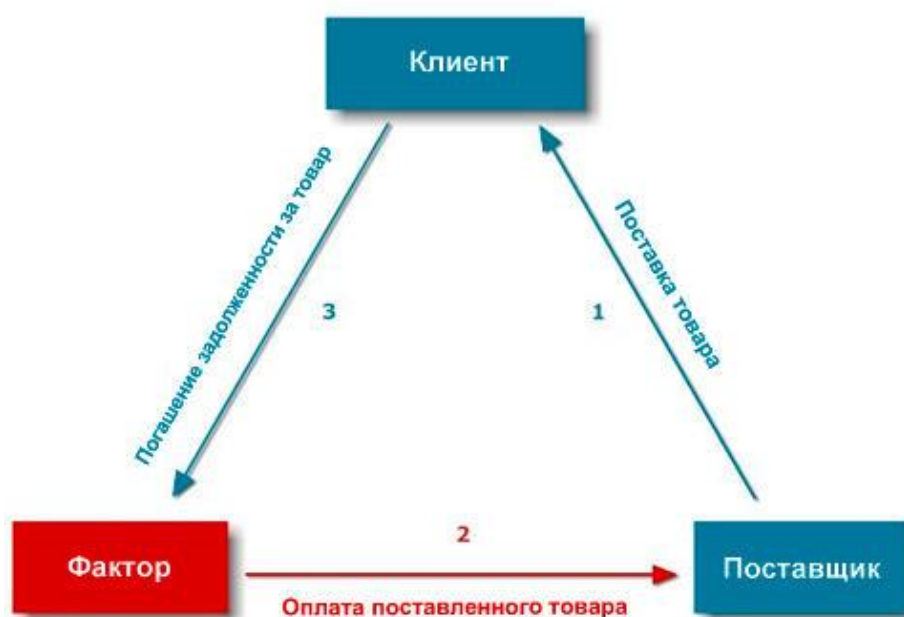 Клиент
Погашение задолженности за товар
3
1
Поставка товара
2
Фактор
Поставщик
Оплата поставленного товара